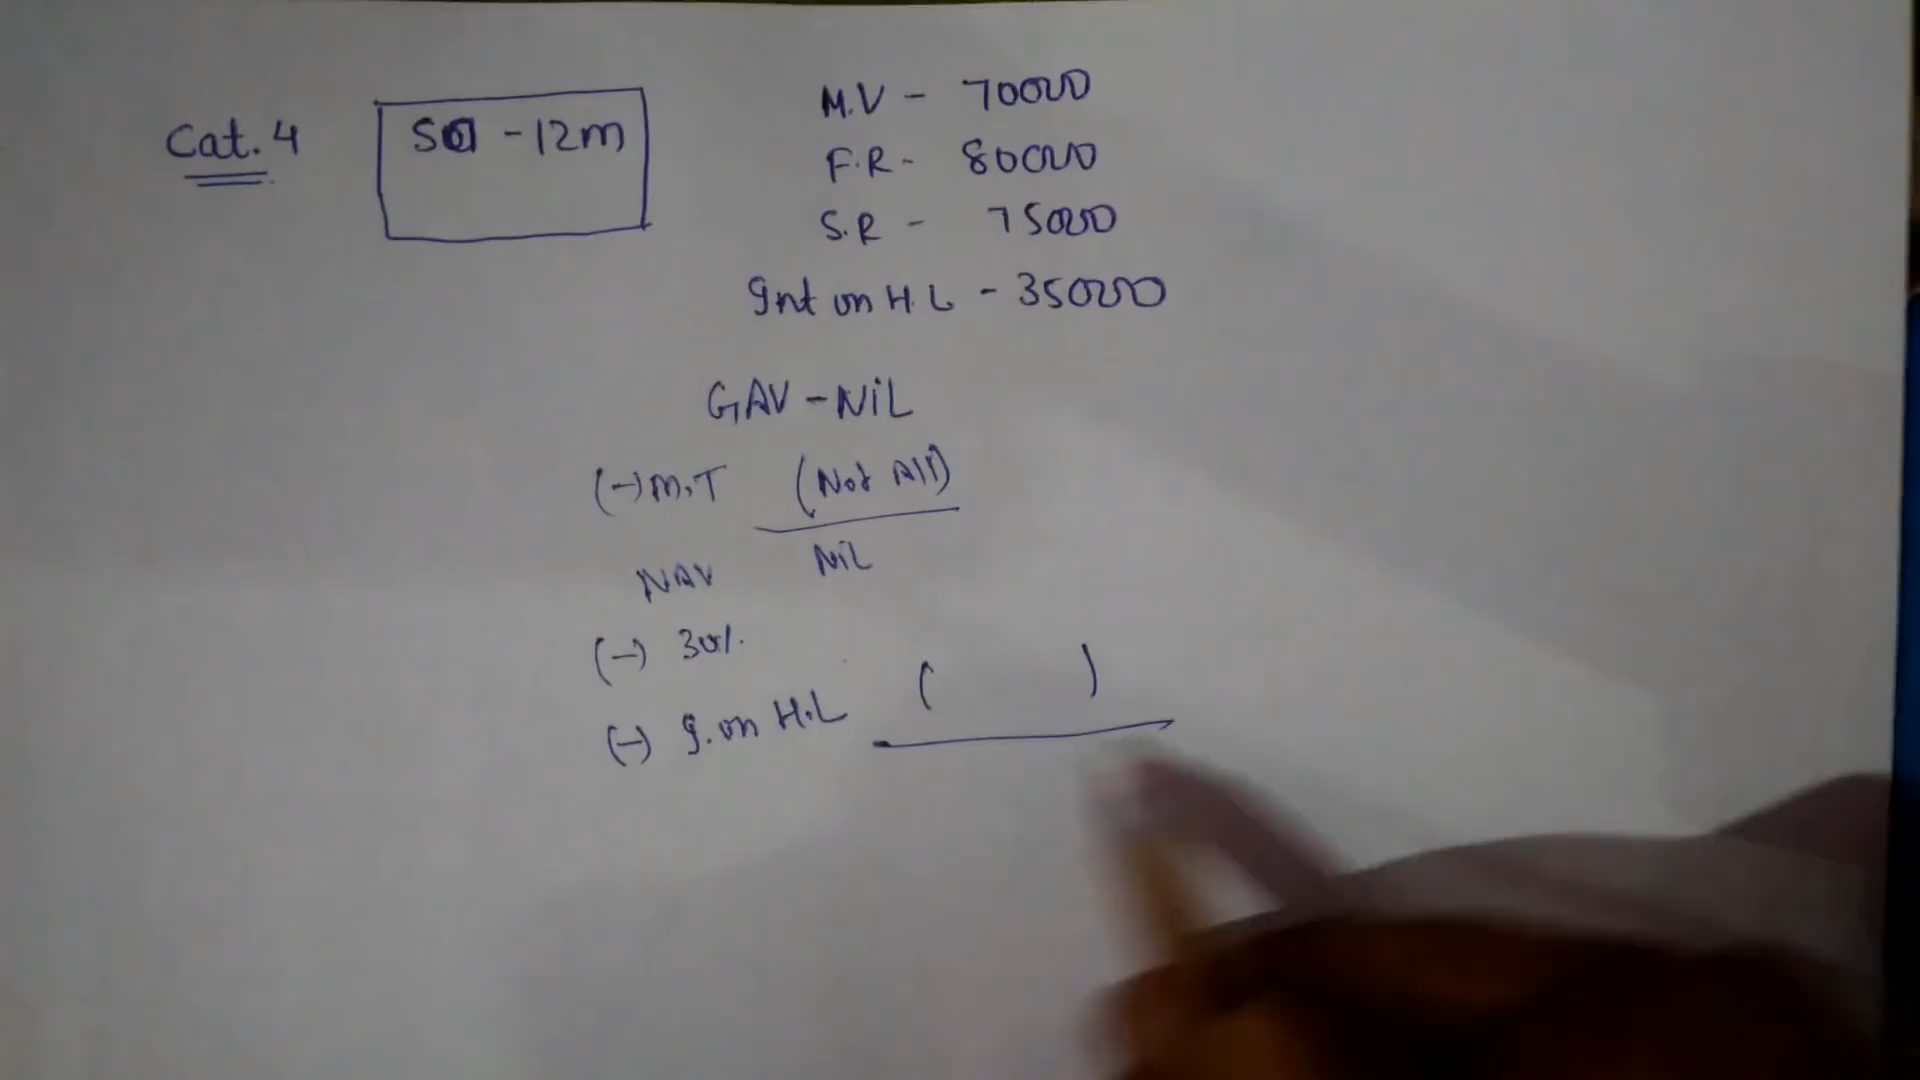 Cat. 4
SO - 12m
M.V - 70000
F.R - 80000
S.R - 75000
Int on H.L - 35000
GAV - NiL
(-) M.T (Not All)
NAV NiL
(-) 30%.
(-) I. on H.L ( )